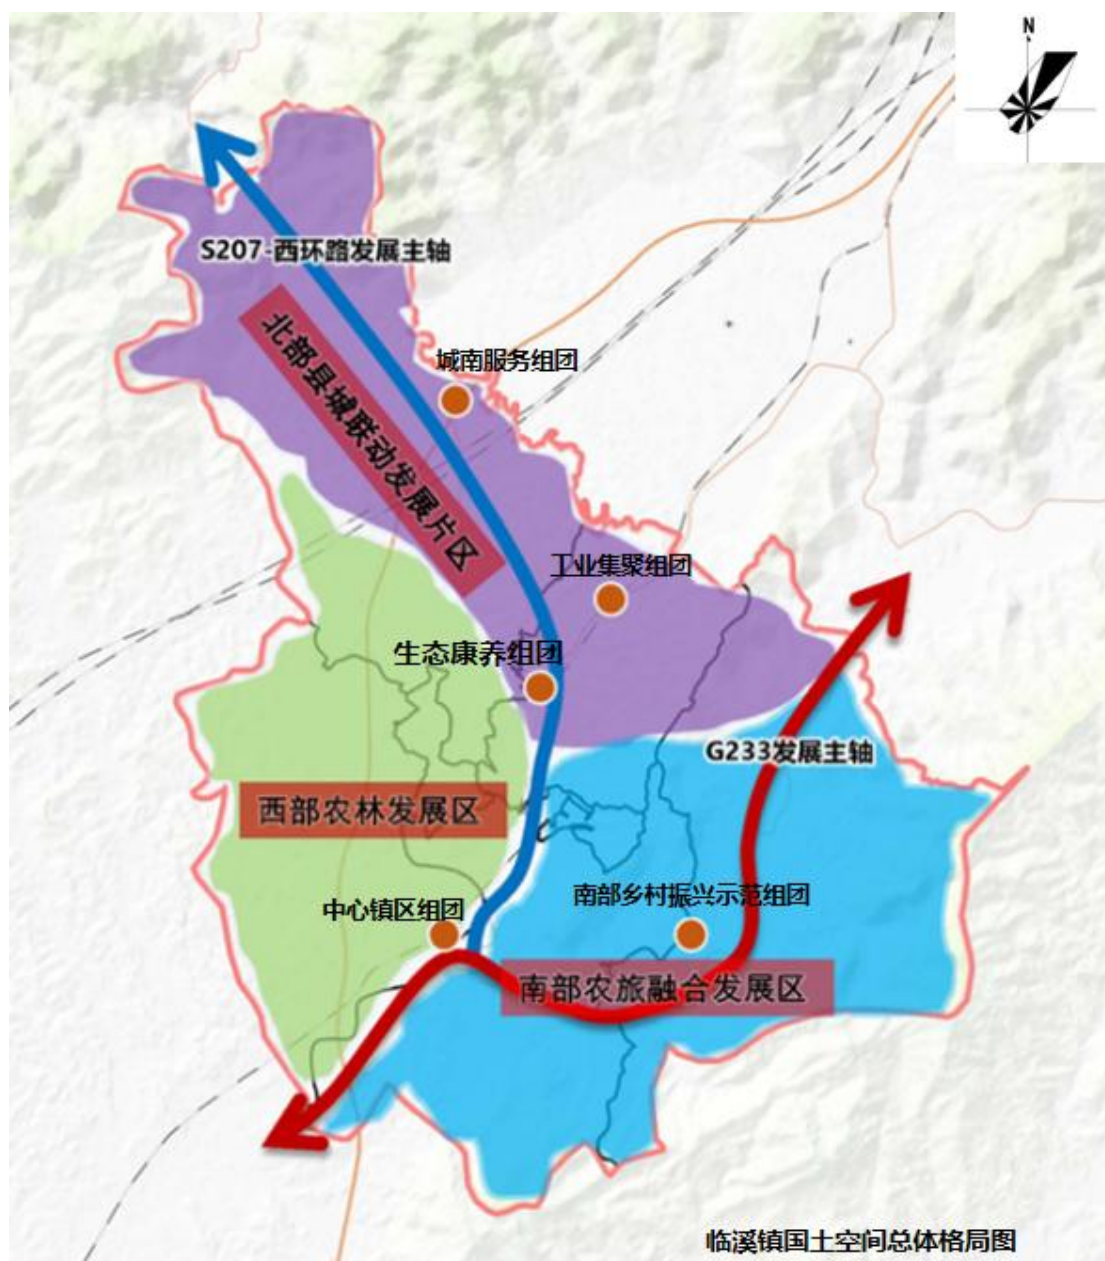 N
S207-西环路发展主轴
北部县城联动发展片区
城南服务组团
工业集聚组团
生态康养组团
G233发展主轴
西部农林发展区
中心镇区组团
南部乡村振兴示范组团
南部农旅融合发展区
临溪镇国土空间总体格局图